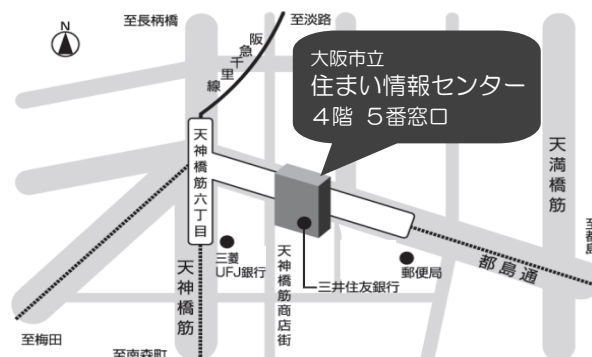 N
至長柄橋
至淡路
阪急千里線
大阪市立
住まい情報センター
4階 5番窓口
天神橋筋六丁目
天満橋筋
至都島
三菱
UFJ銀行
天神橋筋
天神橋筋商店街
三井住友銀行
郵便局
都島通
至梅田
至南森町